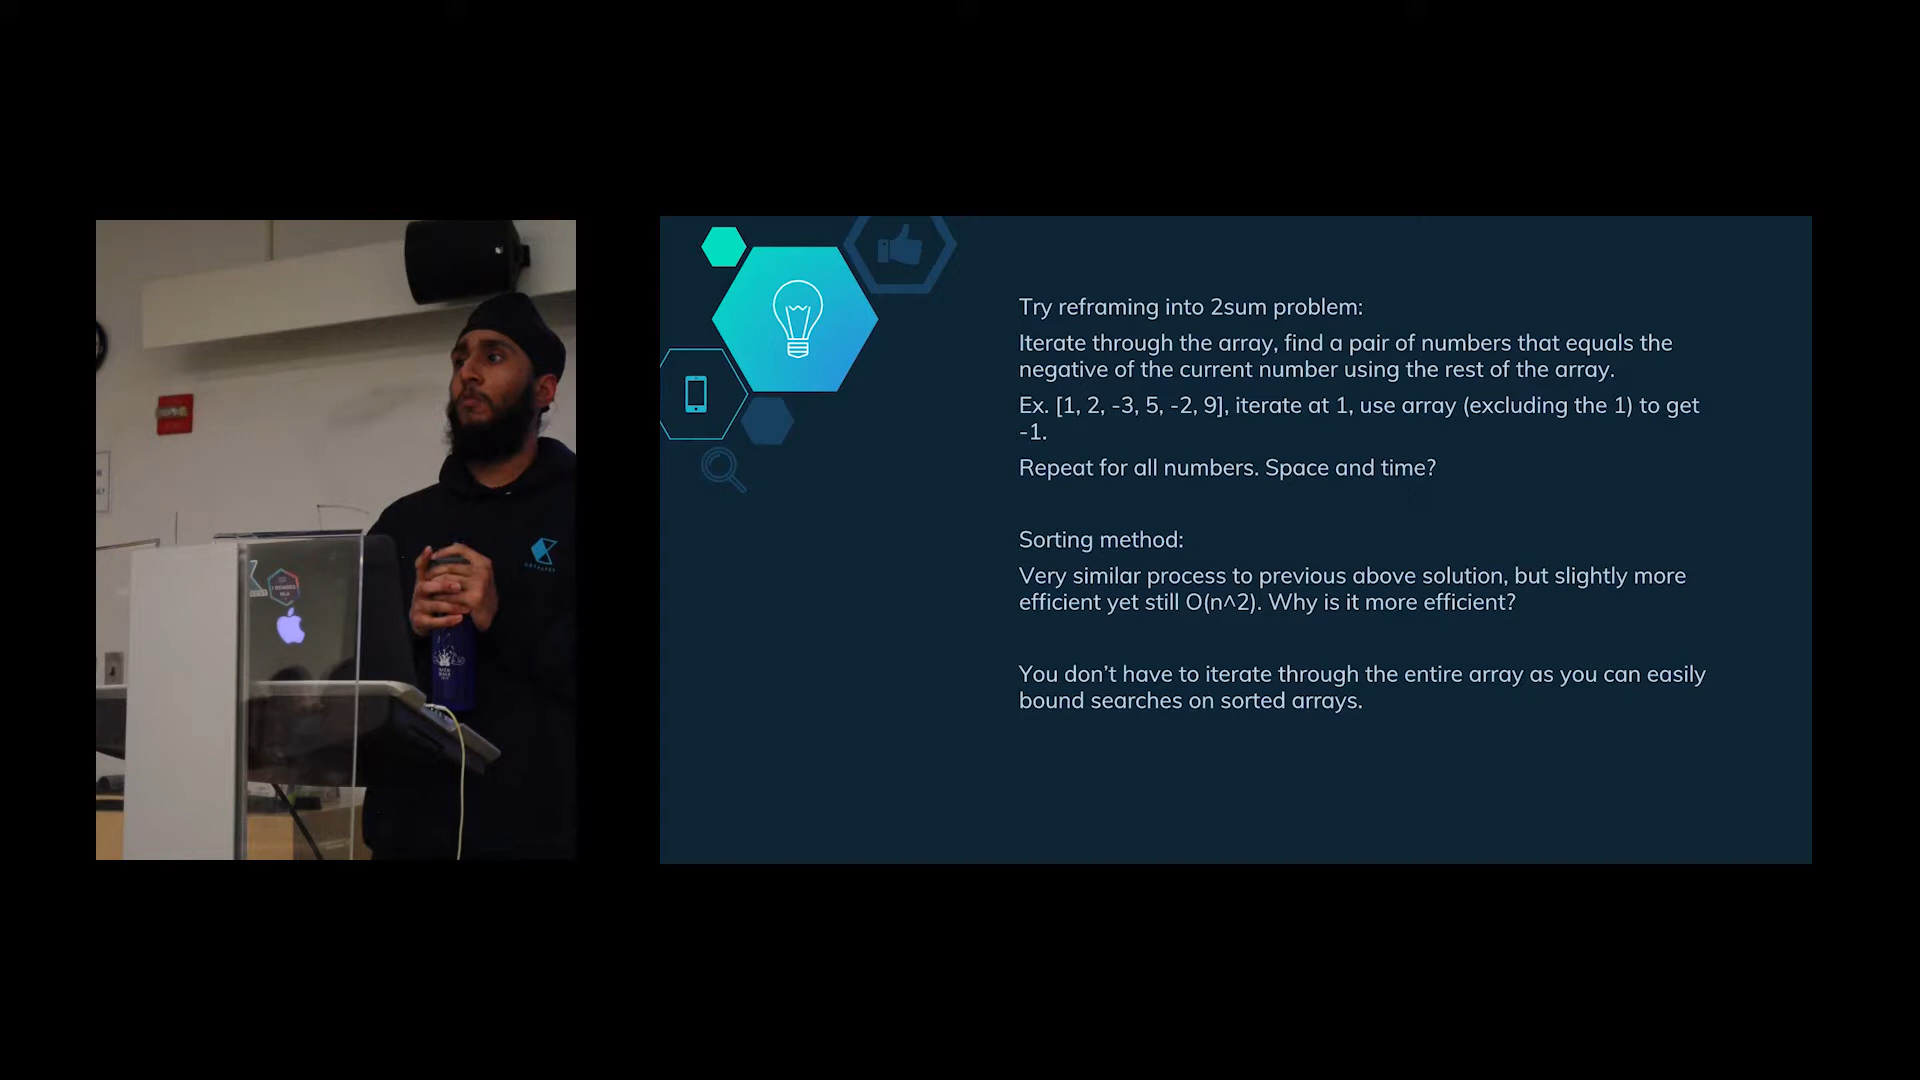 Try reframing into 2sum problem:
Iterate through the array, find a pair of numbers that equals the
negative of the current number using the rest of the array.
Ex. [1, 2, -3, 5, -2, 9], iterate at 1, use array (excluding the 1) to get
-1.
Repeat for all numbers. Space and time?
Sorting method:
Very similar process to previous above solution, but slightly more
efficient yet still O(n^2). Why is it more efficient?
You don’t have to iterate through the entire array as you can easily
bound searches on sorted arrays.